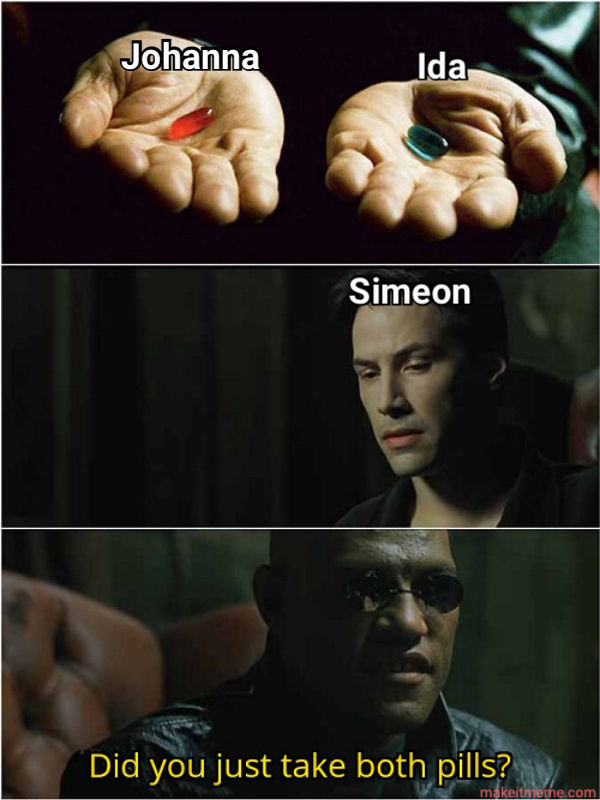 Johanna
Ida
Simeon
Did you just take both pills?
makeitmeme.com